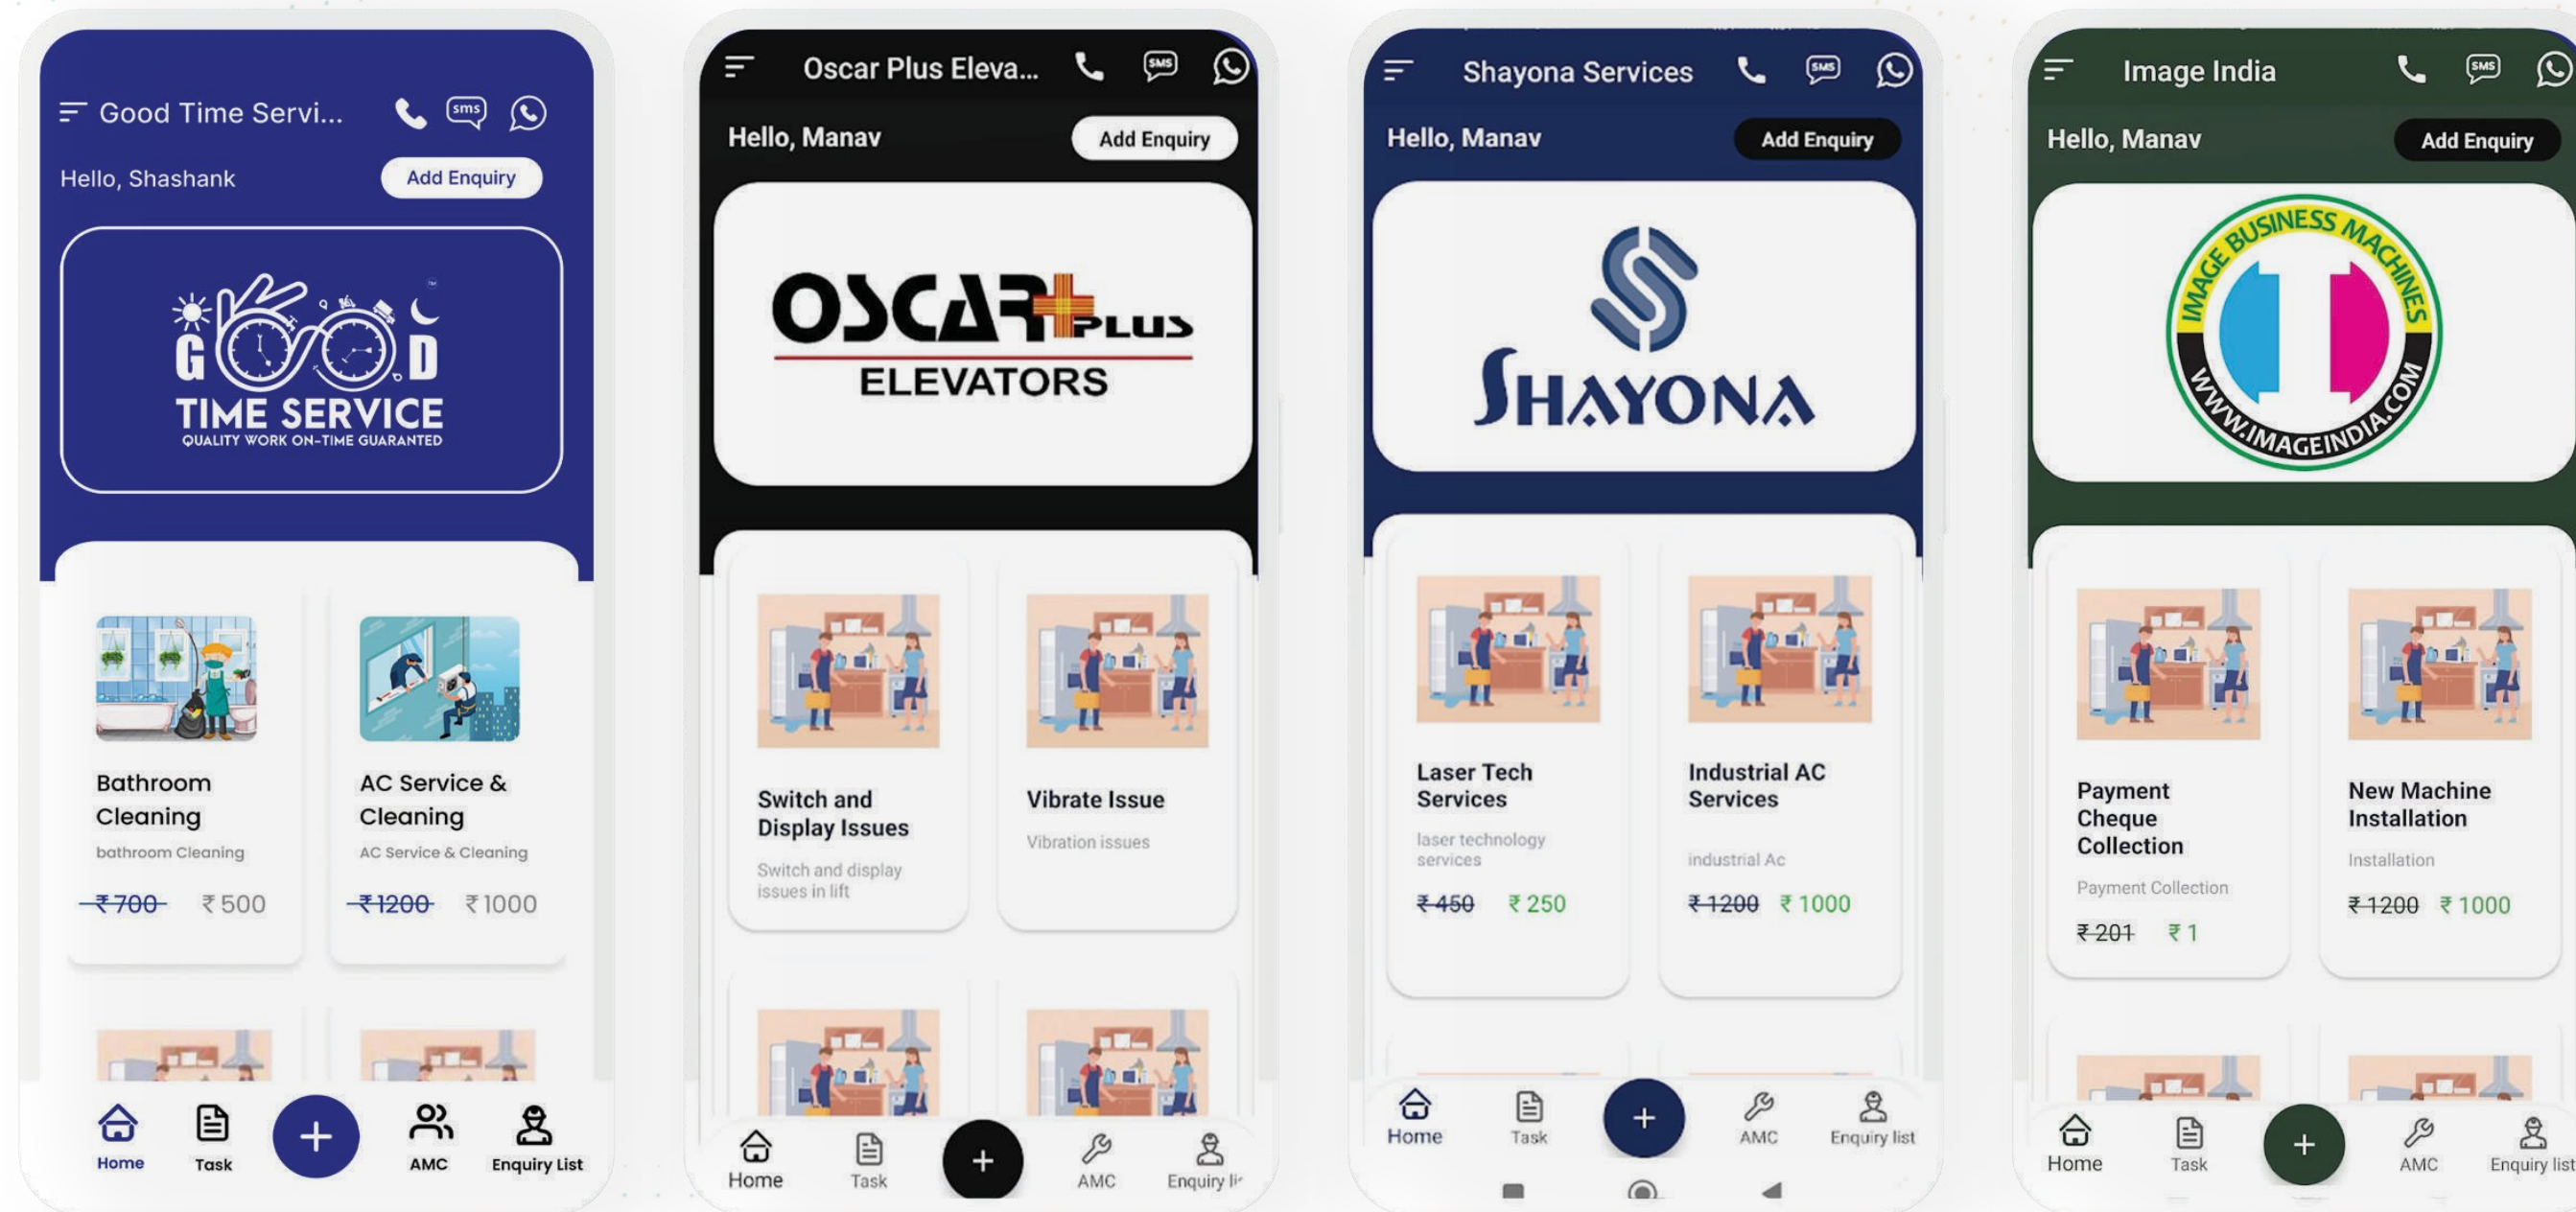 Good Time Servi...
sms
Hello, Shashank
Add Enquiry
GOOD
TM
TIME SERVICE
QUALITY WORK ON-TIME GUARANTED
Bathroom
Cleaning
bathroom Cleaning
₹700 ₹500
AC Service &
Cleaning
AC Service & Cleaning
₹1200 ₹1000
Home
Task
AMC
Enquiry List
Oscar Plus Eleva...
SMS
Hello, Manav
Add Enquiry
OSCAR PLUS
ELEVATORS
Switch and
Display Issues
Switch and display
issues in lift
Vibrate Issue
Vibration issues
Home
Task
AMC
Enquiry li
Shayona Services
SMS
Hello, Manav
Add Enquiry
SHAYONA
Laser Tech
Services
laser technology
services
₹ 450 ₹ 250
Industrial AC
Services
industrial Ac
₹ 1200 ₹ 1000
Home
Task
AMC
Enquiry list
Image India
SMS
Hello, Manav
Add Enquiry
IMAGE BUSINESS MACHINES
WWW.IMAGEINDIA.COM
Payment
Cheque
Collection
Payment Collection
₹ 201 ₹ 1
New Machine
Installation
Installation
₹ 1200 ₹ 1000
Home
Task
AMC
Enquiry list